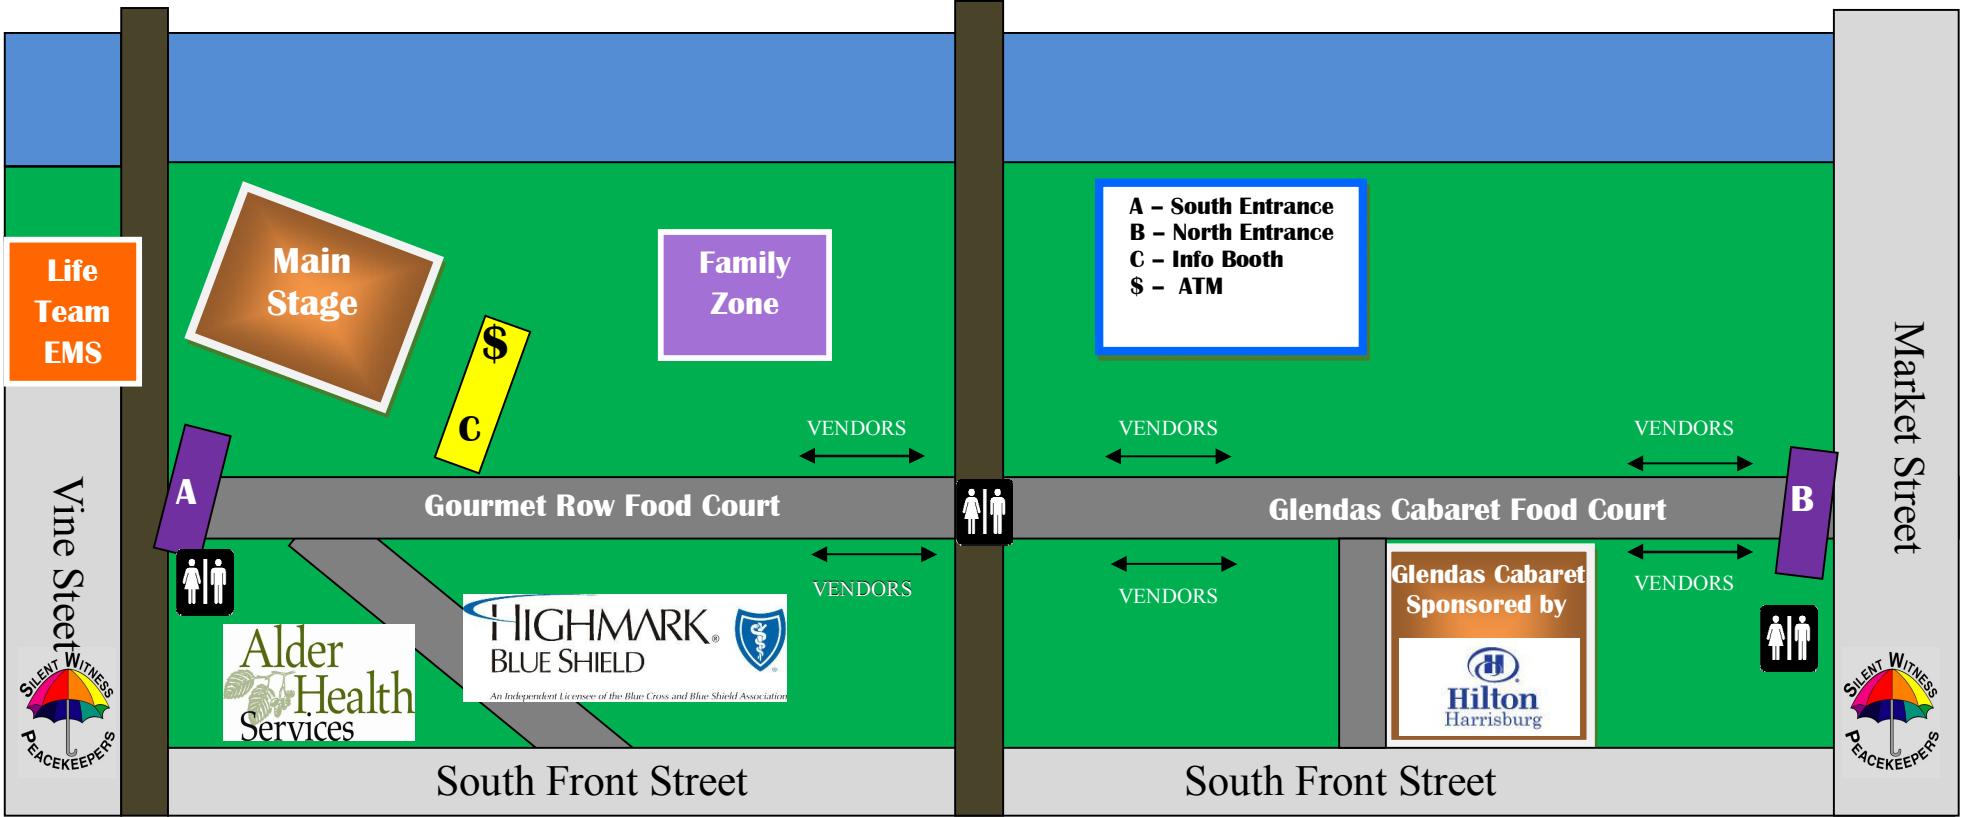 A – South Entrance
B – North Entrance
C – Info Booth
$ – ATM
Main
Stage
Family
Zone
Life
Team
EMS
$
C
VENDORS
VENDORS
VENDORS
A
Gourmet Row Food Court
Glendas Cabaret Food Court
B
VENDORS
VENDORS
VENDORS
Vine Steet
Market Street
Glendas Cabaret
Sponsored by
Hilton
Harrisburg
HIGHMARK®
BLUE SHIELD
®
An Independent Licensee of the Blue Cross and Blue Shield Association
Alder
Health
Services
SILENT WITNESS
PEACEKEEPERS
SILENT WITNESS
PEACEKEEPERS
South Front Street
South Front Street